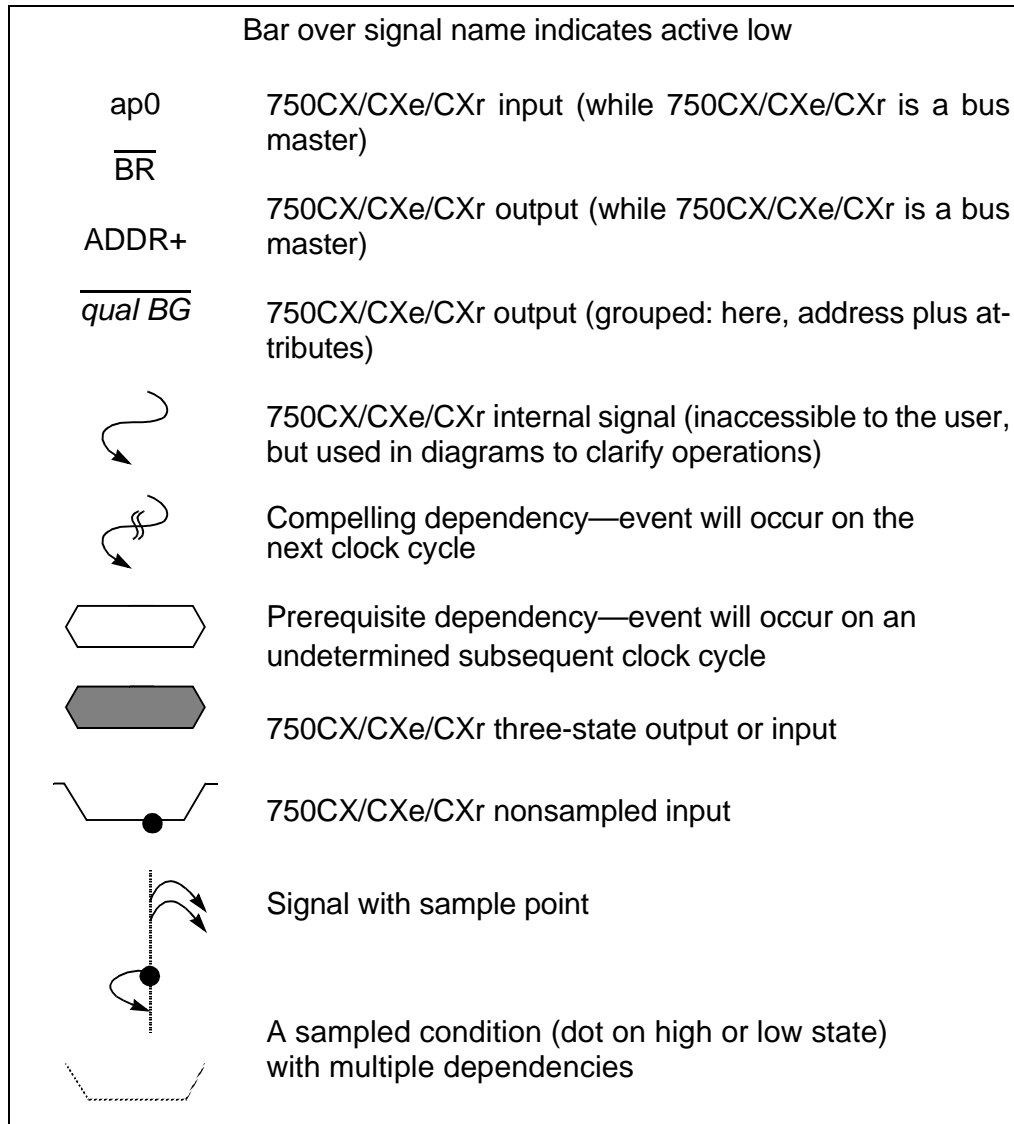 Bar over signal name indicates active low
ap0
750CX/CXe/CXr input (while 750CX/CXe/CXr is a bus
master)
BR
750CX/CXe/CXr output (while 750CX/CXe/CXr is a bus
master)
ADDR+
qual BG
750CX/CXe/CXr output (grouped: here, address plus at-
tributes)
750CX/CXe/CXr internal signal (inaccessible to the user,
but used in diagrams to clarify operations)
Compelling dependency—event will occur on the
next clock cycle
Prerequisite dependency—event will occur on an
undetermined subsequent clock cycle
750CX/CXe/CXr three-state output or input
750CX/CXe/CXr nonsampled input
Signal with sample point
A sampled condition (dot on high or low state)
with multiple dependencies